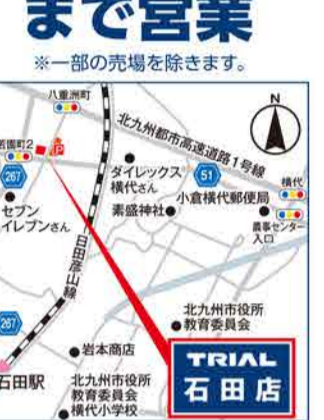 まで営業
※一部の売場を除きます。
八重洲町
N
北九州都市高速道路1号線
若園町2
P
267
ダイレックス
横代さん
51
横代
小倉横代郵便局
素盛神社
セブン
イレブンさん
農事センター
入口
日田彦山線
267
北九州市役所
教育委員会
岩本商店
TRIAL
石田店
石田駅
北九州市役所
教育委員会
横代小学校